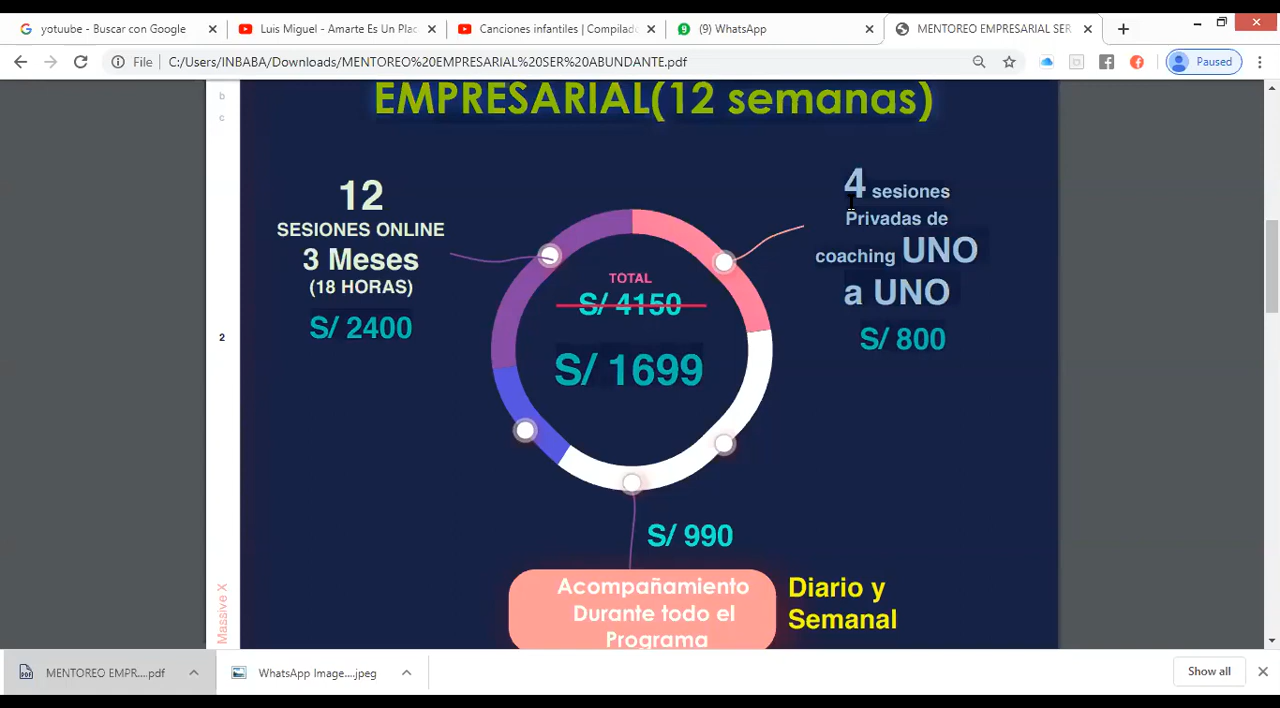 yotuube - Buscar con Google
Luis Miguel - Amarte Es Un Plac
Canciones infantiles | Compilado
(9) WhatsApp
MENTOREO EMPRESARIAL SER
File
C:/Users/INBABA/Downloads/MENTOREO%20EMPRESARIAL%20SER%20ABUNDANTE.pdf
Paused
b
c
EMPRESARIAL(12 semanas)
12
SESIONES ONLINE
3 Meses
(18 HORAS)
S/ 2400
4 sesiones
Privadas de
coaching UNO
a UNO
S/ 800
TOTAL
S/ 4150
S/ 1699
2
S/ 990
Acompañamiento
Durante todo el
Programa
Diario y
Semanal
Massive X
MENTOREO EMPR....pdf
WhatsApp Image....jpeg
Show all